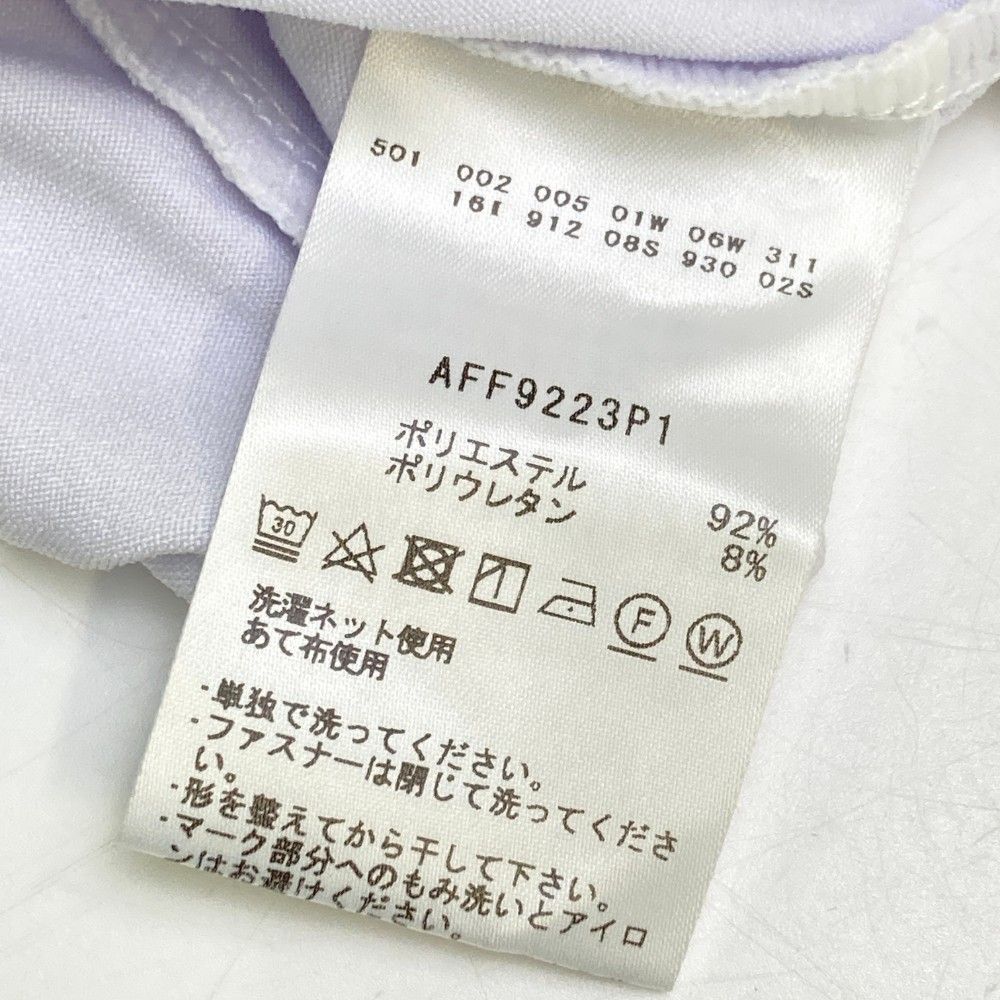 501 002 005 01W 06W 311
16I 912 08S 930 02S
AFF9223P1
ポリエステル 92%
ポリウレタン 8%
30 F W
洗濯ネット使用
あて布使用
・単独で洗ってください。
・ファスナーは閉じて洗ってくださ
い。
・形を整えてから干して下さい。
・マーク部分へのもみ洗いとアイロ
ンはお避けください。